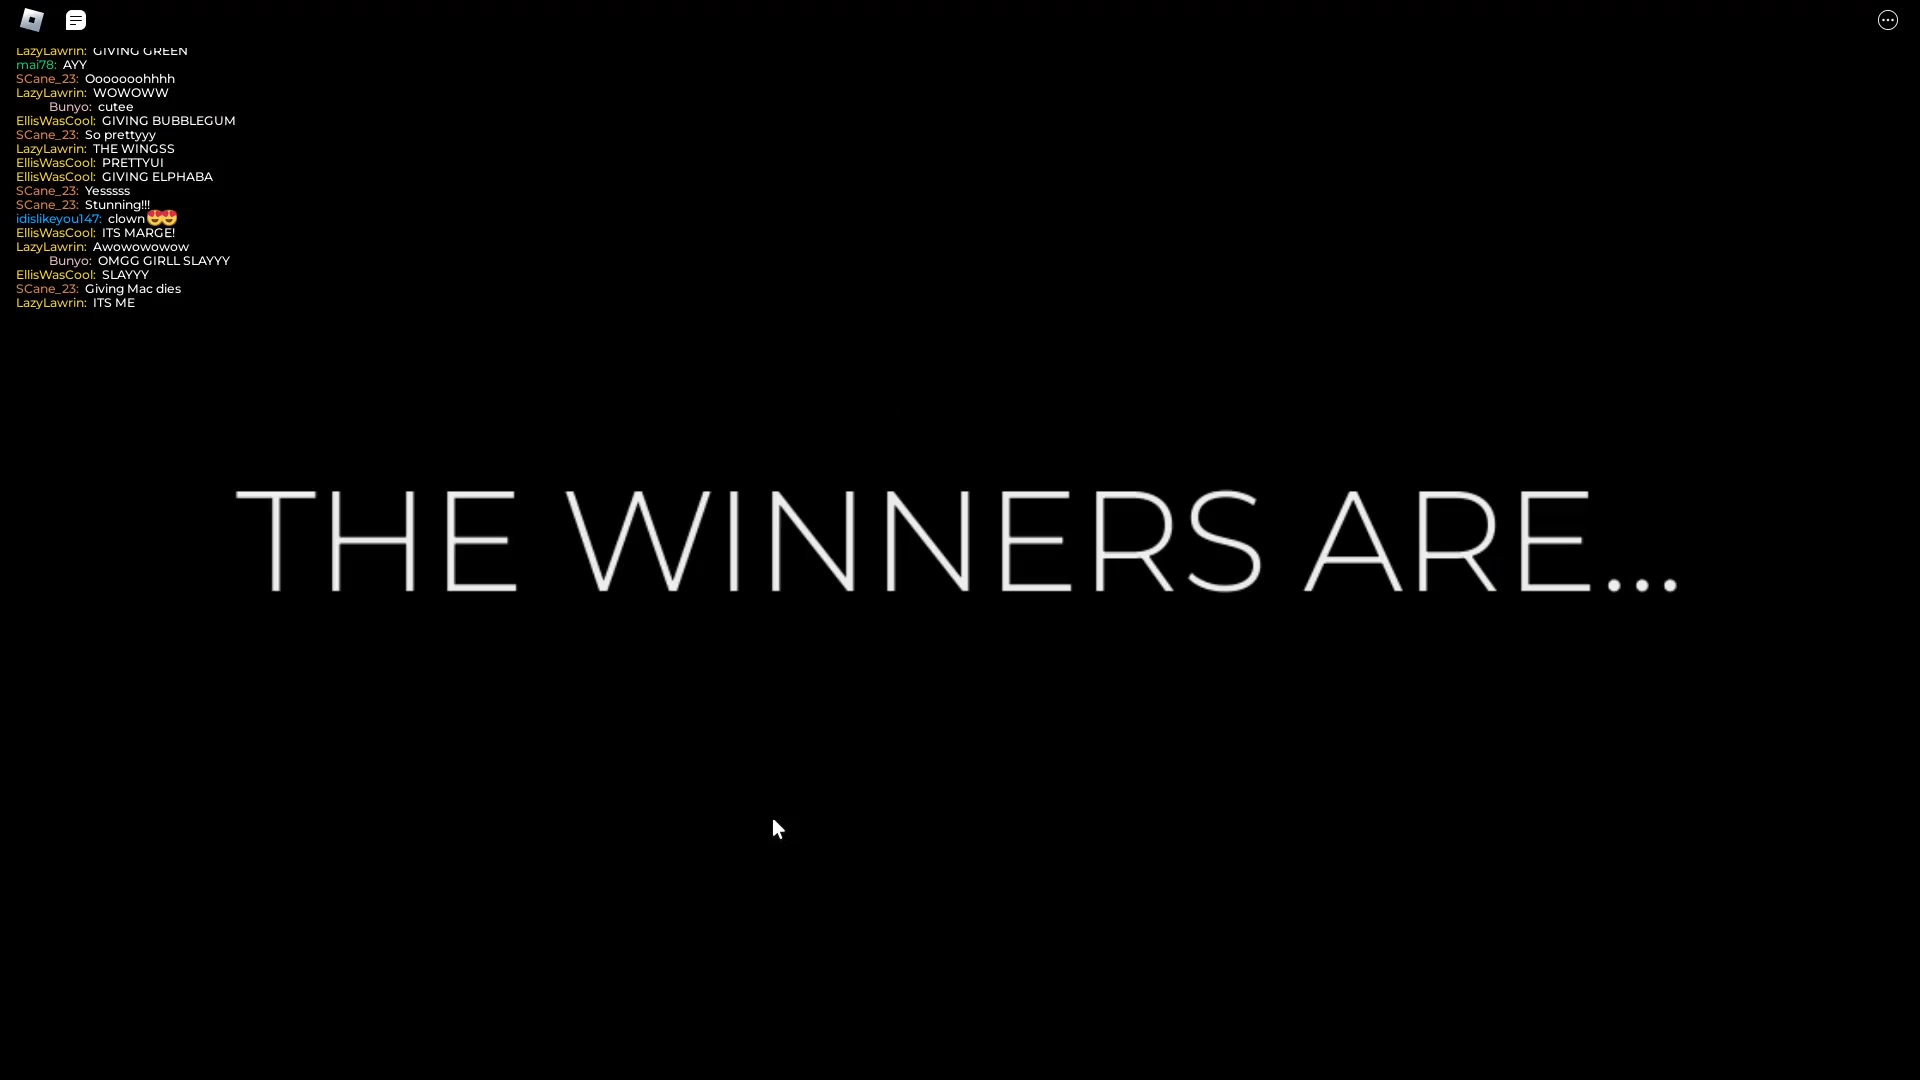 LazyLawrin: GIVING GREEN
mai78: AYY
SCane_23: Ooooooohhhh
LazyLawrin: WOWOWW
Bunyo: cutee
EllisWasCool: GIVING BUBBLEGUM
SCane_23: So prettyyy
LazyLawrin: THE WINGSS
EllisWasCool: PRETTYUI
EllisWasCool: GIVING ELPHABA
SCane_23: Yesssss
SCane_23: Stunning!!!
idislikeyou147: clown😍😍
EllisWasCool: ITS MARGE!
LazyLawrin: Awowowowow
Bunyo: OMGG GIRLL SLAYYY
EllisWasCool: SLAYYY
SCane_23: Giving Mac dies
LazyLawrin: ITS ME
THE WINNERS ARE...